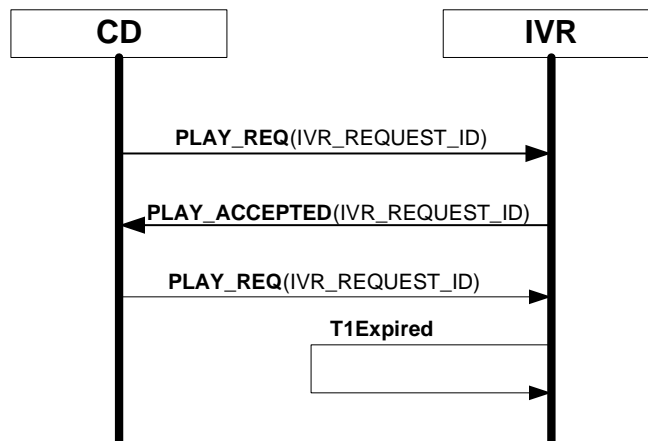 CD
IVR
PLAY_REQ(IVR_REQUEST_ID)
PLAY_ACCEPTED(IVR_REQUEST_ID)
PLAY_REQ(IVR_REQUEST_ID)
T1Expired